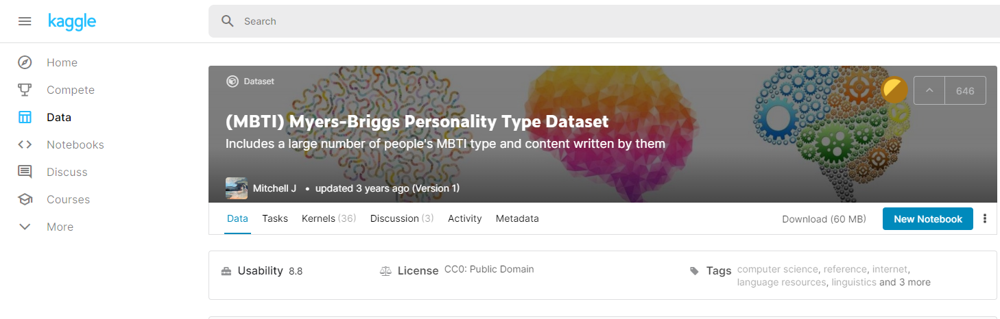 kaggle
Search
Home
Compete
Data
Notebooks
Discuss
Courses
More
Dataset
646
(MBTI) Myers-Briggs Personality Type Dataset
Includes a large number of people's MBTI type and content written by them
Mitchell J • updated 3 years ago (Version 1)
Data Tasks Kernels (36) Discussion (3) Activity Metadata Download (60 MB) New Notebook
Usability 8.8 License CC0: Public Domain Tags computer science, reference, internet,
language resources, linguistics and 3 more